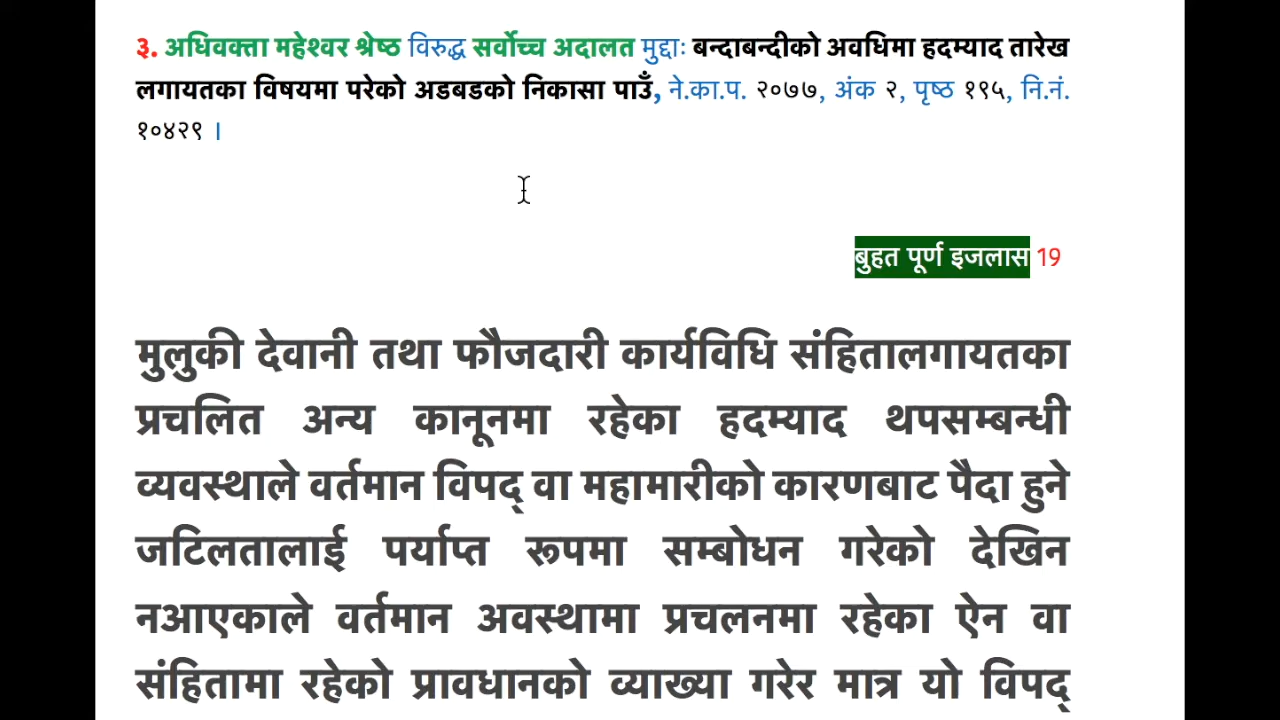 ३. अधिवक्ता महेश्वर श्रेष्ठ विरुद्ध सर्वोच्च अदालत मुद्दाः बन्दाबन्दीको अवधिमा हदम्याद तारेख
लगायतका विषयमा परेको अडबडको निकासा पाउँ, ने.का.प. २०७७, अंक २, पृष्ठ १९५, नि.नं.
१०४२९ ।
बुहत पूर्ण इजलास 19
मुलुकी देवानी तथा फौजदारी कार्यविधि संहितालगायतका
प्रचलित अन्य कानूनमा रहेका हदम्याद थपसम्बन्धी
व्यवस्थाले वर्तमान विपद् वा महामारीको कारणबाट पैदा हुने
जटिलतालाई पर्याप्त रूपमा सम्बोधन गरेको देखिन
नआएकाले वर्तमान अवस्थामा प्रचलनमा रहेका ऐन वा
संहितामा रहेको प्रावधानको व्याख्या गरेर मात्र यो विपद्